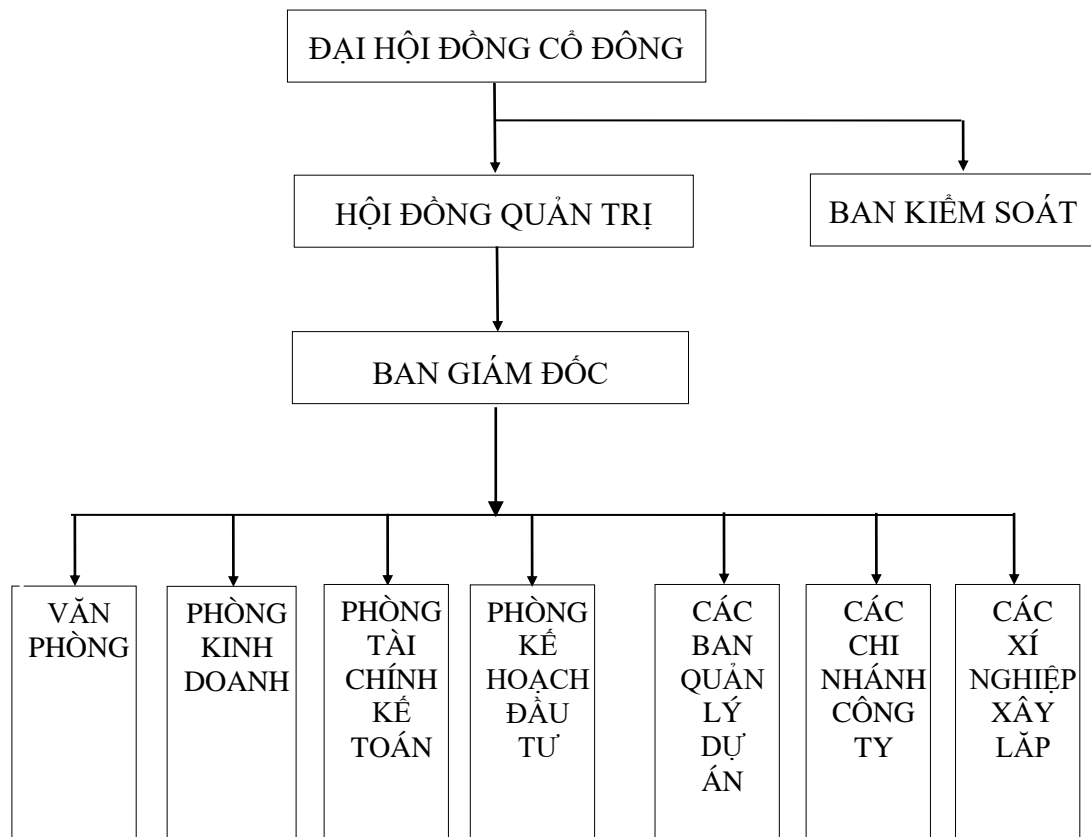 ĐẠI HỘI ĐỒNG CỔ ĐÔNG
HỘI ĐỒNG QUẢN TRỊ
BAN KIỂM SOÁT
BAN GIÁM ĐỐC
VĂN
PHÒNG
PHÒNG
KINH
DOANH
PHÒNG
TÀI
CHÍNH
KẾ
TOÁN
PHÒNG
KẾ
HOẠCH
ĐẦU
TƯ
CÁC
BAN
QUẢN
LÝ
DỰ
ÁN
CÁC
CHI
NHÁNH
CÔNG
TY
CÁC
XÍ
NGHIỆP
XÂY
LĂP